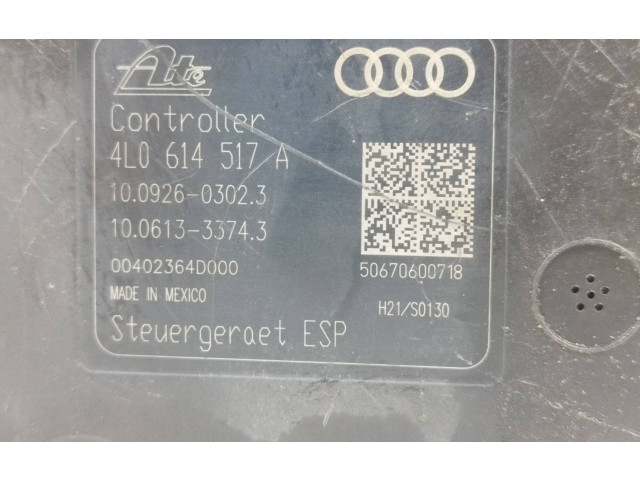 Ate
Controller
4L0 614 517 A
10.0926-0302.3
10.0613-3374.3
00402364D000
50670600718
MADE IN MEXICO
H21/S0130
Steuergeraet ESP